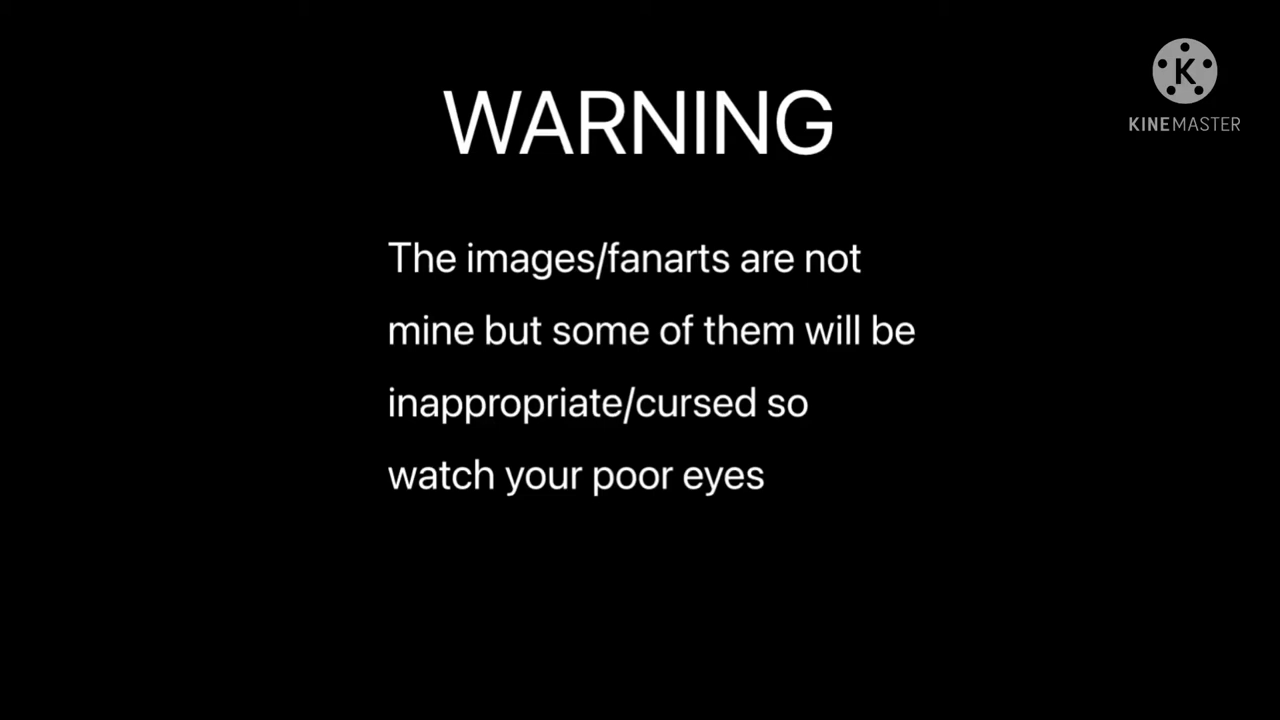 WARNING
K
KINEMASTER
The images/fanarts are not
mine but some of them will be
inappropriate/cursed so
watch your poor eyes